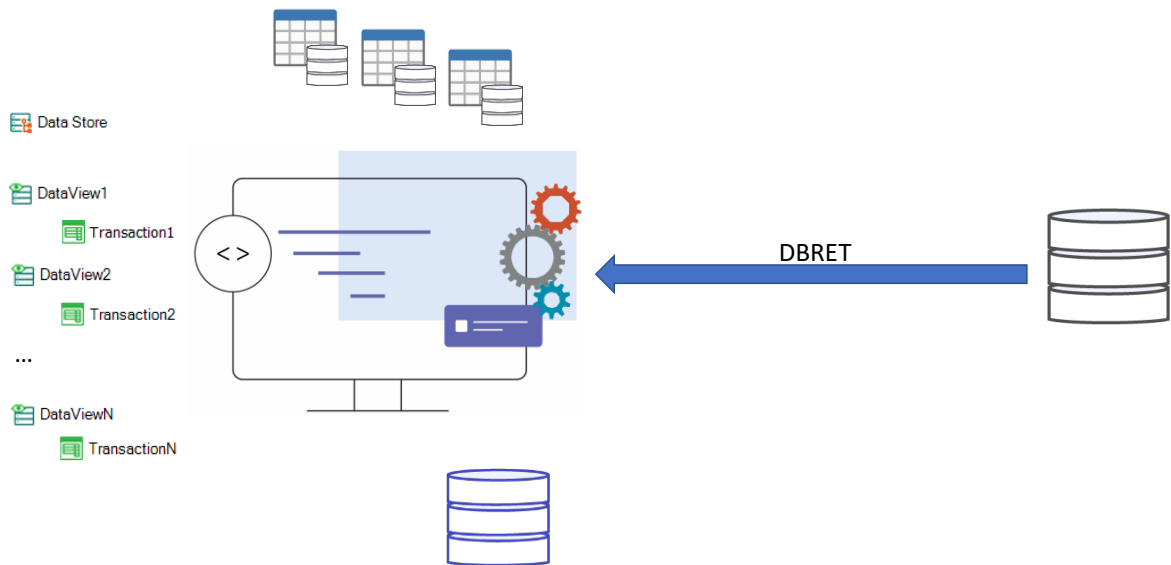 Data Store
DataView1
Transaction1
DataView2
Transaction2
...
DataViewN
TransactionN
< >
DBRET